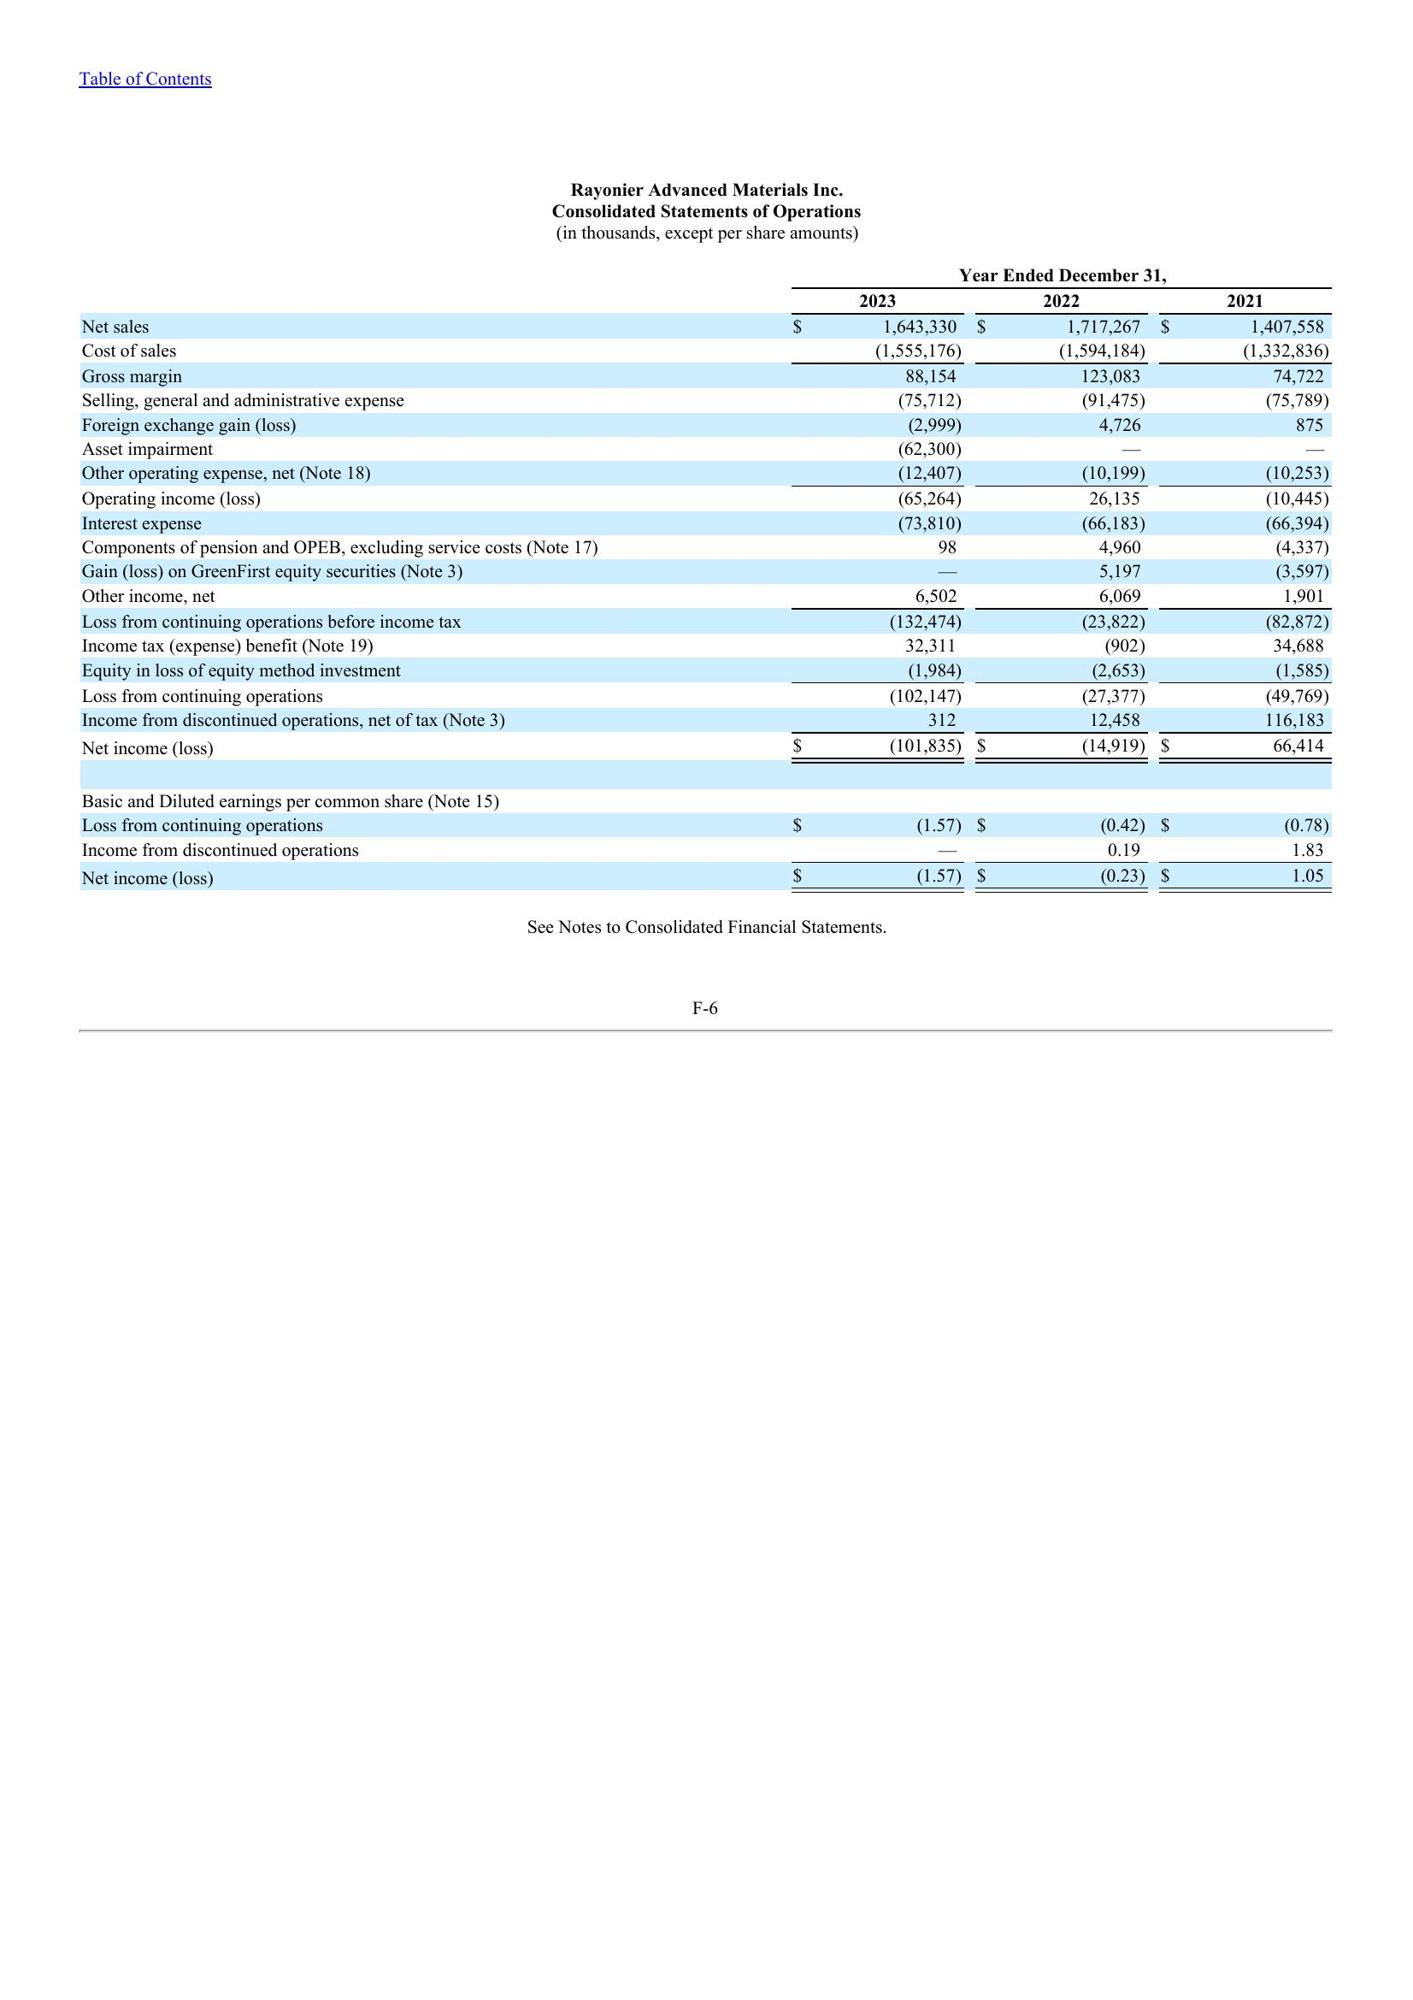 Table of Contents
Rayonier Advanced Materials Inc.
Consolidated Statements of Operations
(in thousands, except per share amounts)
Year Ended December 31,
2023 2022 2021
Net sales $ 1,643,330 $ 1,717,267 $ 1,407,558
Cost of sales (1,555,176) (1,594,184) (1,332,836)
Gross margin 88,154 123,083 74,722
Selling, general and administrative expense (75,712) (91,475) (75,789)
Foreign exchange gain (loss) (2,999) 4,726 875
Asset impairment (62,300) — —
Other operating expense, net (Note 18) (12,407) (10,199) (10,253)
Operating income (loss) (65,264) 26,135 (10,445)
Interest expense (73,810) (66,183) (66,394)
Components of pension and OPEB, excluding service costs (Note 17) 98 4,960 (4,337)
Gain (loss) on GreenFirst equity securities (Note 3) — 5,197 (3,597)
Other income, net 6,502 6,069 1,901
Loss from continuing operations before income tax (132,474) (23,822) (82,872)
Income tax (expense) benefit (Note 19) 32,311 (902) 34,688
Equity in loss of equity method investment (1,984) (2,653) (1,585)
Loss from continuing operations (102,147) (27,377) (49,769)
Income from discontinued operations, net of tax (Note 3) 312 12,458 116,183
Net income (loss) $ (101,835) $ (14,919) $ 66,414
Basic and Diluted earnings per common share (Note 15)
Loss from continuing operations $ (1.57) $ (0.42) $ (0.78)
Income from discontinued operations — 0.19 1.83
Net income (loss) $ (1.57) $ (0.23) $ 1.05
See Notes to Consolidated Financial Statements.
F-6